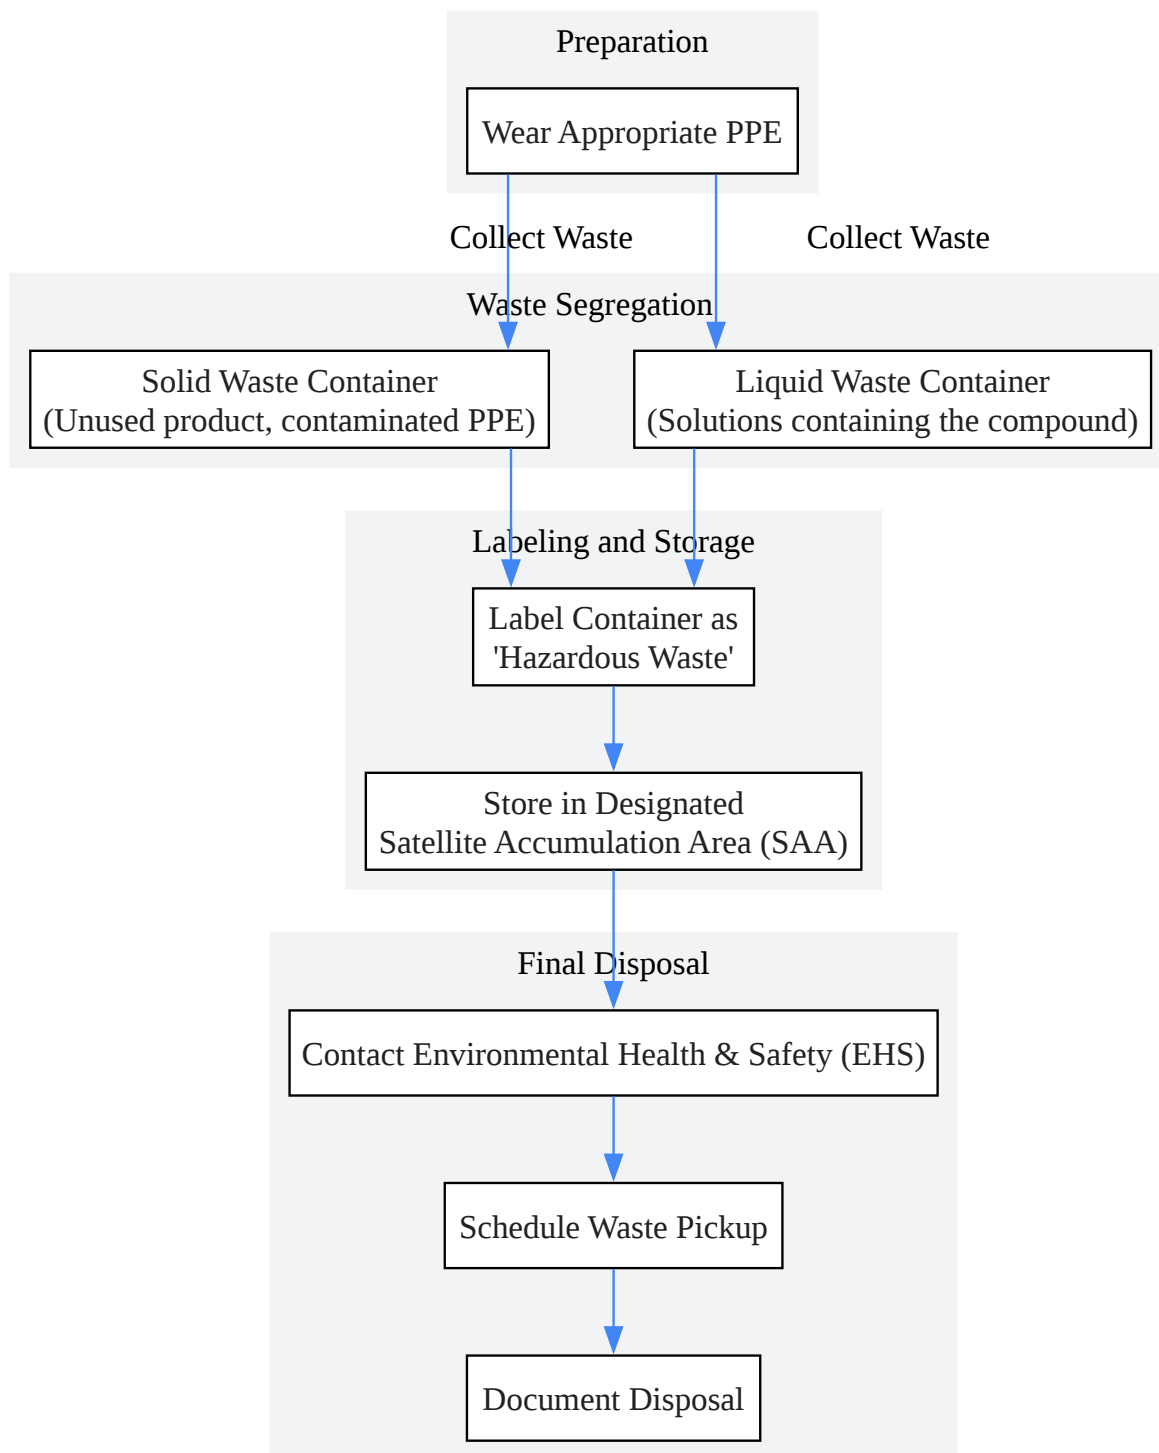 Preparation
Wear Appropriate PPE
Collect Waste
Collect Waste
Waste Segregation
Solid Waste Container
(Unused product, contaminated PPE)
Liquid Waste Container
(Solutions containing the compound)
Labeling and Storage
Label Container as
'Hazardous Waste'
Store in Designated
Satellite Accumulation Area (SAA)
Final Disposal
Contact Environmental Health & Safety (EHS)
Schedule Waste Pickup
Document Disposal